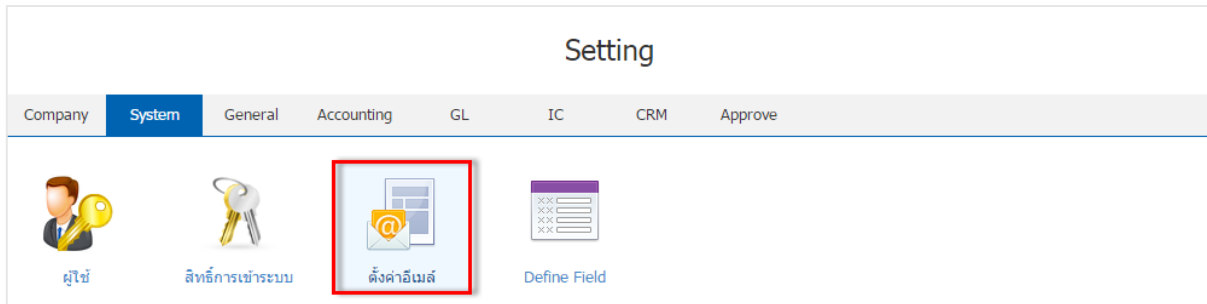 Setting
Company System General Accounting GL IC CRM Approve
ผู้ใช้ สิทธิ์การเข้าระบบ ตั้งค่าอีเมล์ Define Field